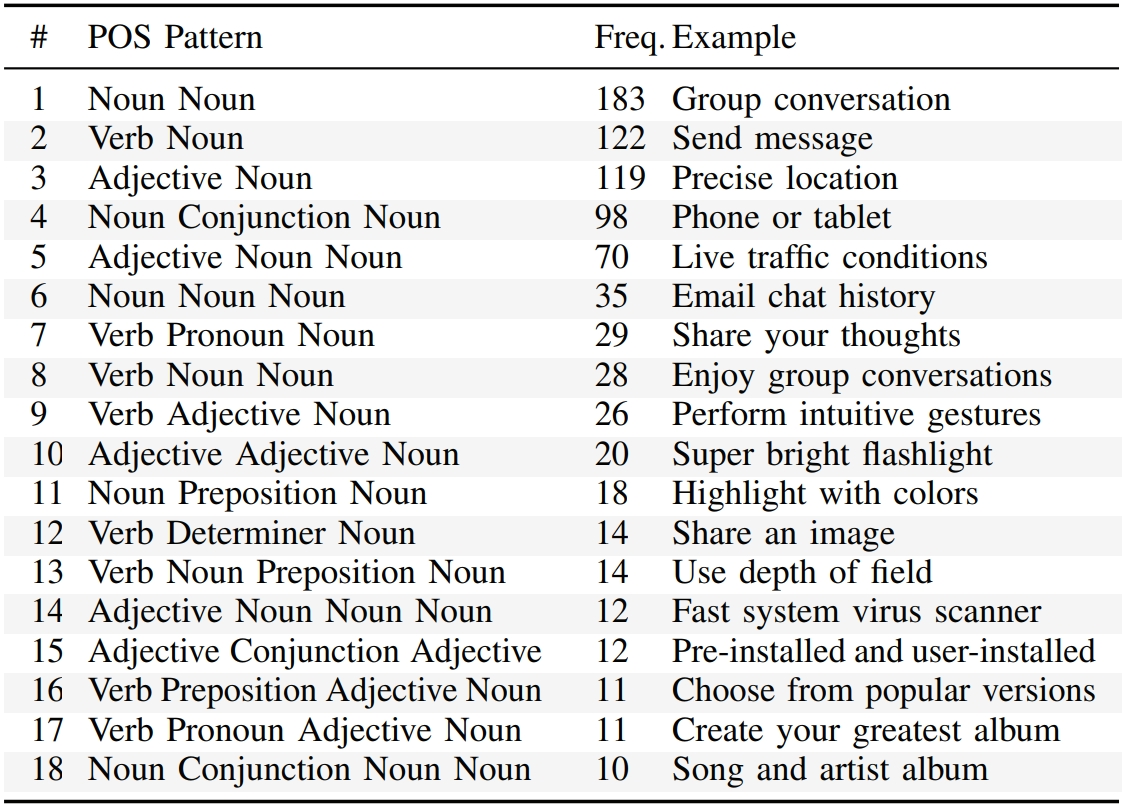 # POS Pattern Freq. Example
1 Noun Noun 183 Group conversation
2 Verb Noun 122 Send message
3 Adjective Noun 119 Precise location
4 Noun Conjunction Noun 98 Phone or tablet
5 Adjective Noun Noun 70 Live traffic conditions
6 Noun Noun Noun 35 Email chat history
7 Verb Pronoun Noun 29 Share your thoughts
8 Verb Noun Noun 28 Enjoy group conversations
9 Verb Adjective Noun 26 Perform intuitive gestures
10 Adjective Adjective Noun 20 Super bright flashlight
11 Noun Preposition Noun 18 Highlight with colors
12 Verb Determiner Noun 14 Share an image
13 Verb Noun Preposition Noun 14 Use depth of field
14 Adjective Noun Noun Noun 12 Fast system virus scanner
15 Adjective Conjunction Adjective 12 Pre-installed and user-installed
16 Verb Preposition Adjective Noun 11 Choose from popular versions
17 Verb Pronoun Adjective Noun 11 Create your greatest album
18 Noun Conjunction Noun Noun 10 Song and artist album